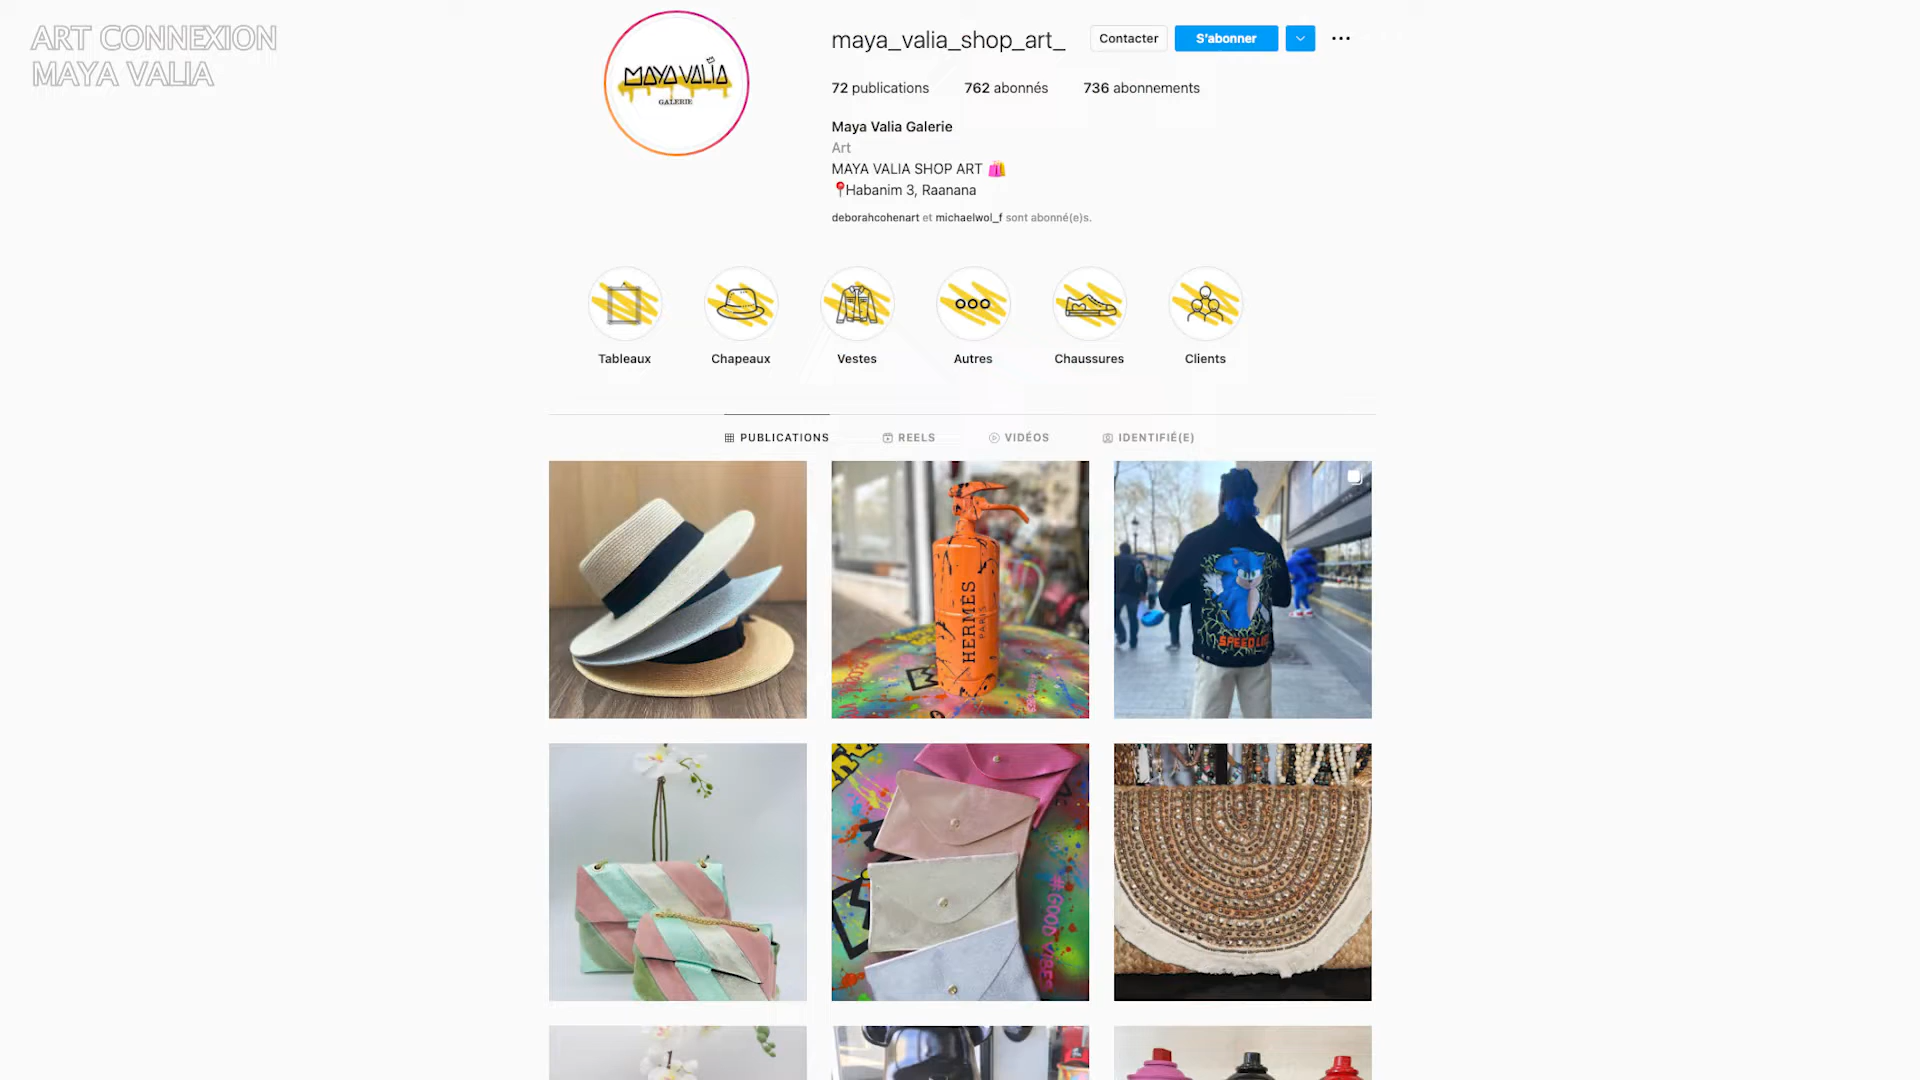 ART CONNEXION
MAYA VALIA
MAYA VALIA
GALERIE
maya_valia_shop_art_
Contacter
S'abonner
72 publications
762 abonnés
736 abonnements
Maya Valia Galerie
Art
MAYA VALIA SHOP ART 🛍️
📍Habanim 3, Raanana
deborahcohenart et michaelwol_f sont abonné(e)s.
Tableaux
Chapeaux
Vestes
Autres
Chaussures
Clients
PUBLICATIONS
REELS
VIDÉOS
IDENTIFIÉ(E)
HERMÈS
PARIS
#GOOD VIBES